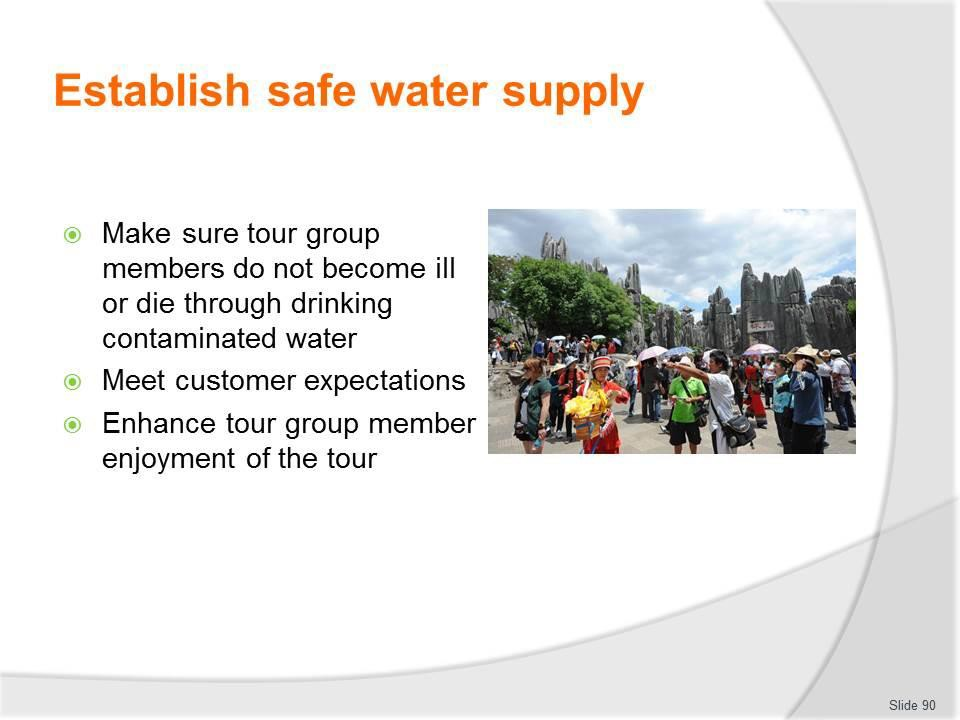 Establish safe water supply
Make sure tour group
members do not become ill
or die through drinking
contaminated water
Meet customer expectations
Enhance tour group member
enjoyment of the tour
Slide 90